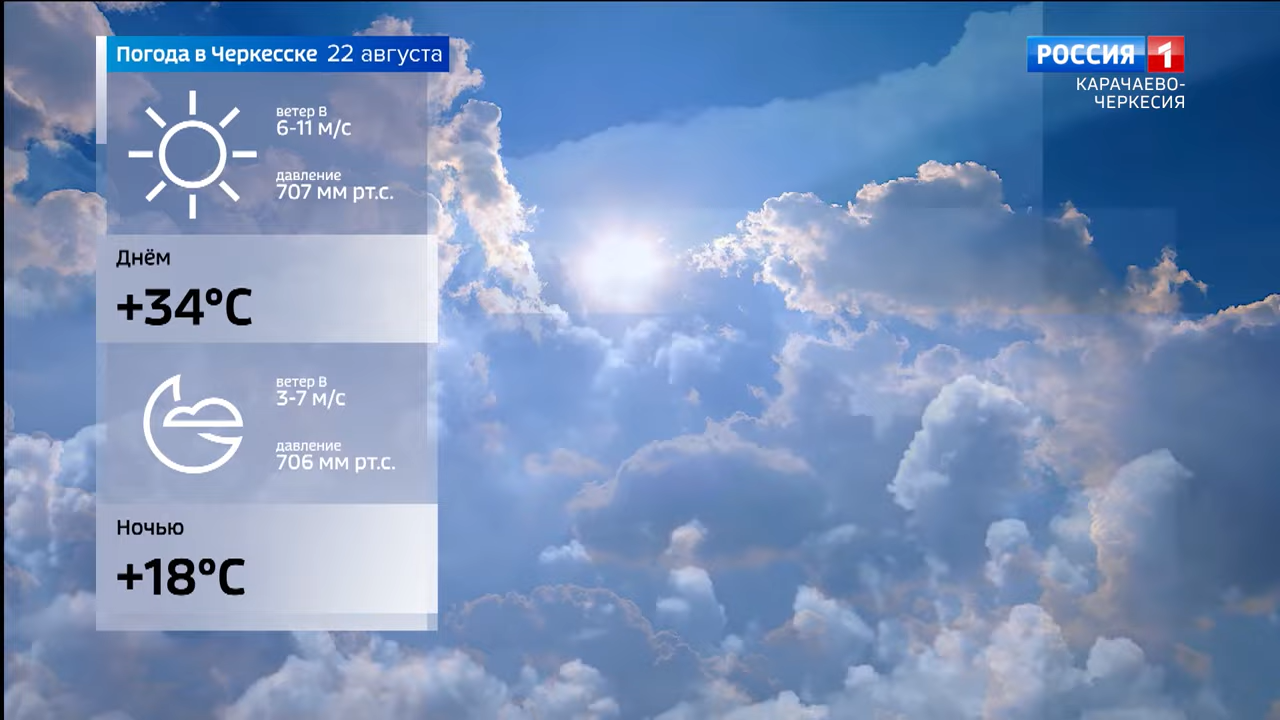 Погода в Черкесске 22 августа
РОССИЯ 1
КАРАЧАЕВО-
ЧЕРКЕСИЯ
ветер В
6-11 м/с
давление
707 мм рт.с.
Днём
+34°C
ветер В
3-7 м/с
давление
706 мм рт.с.
Ночью
+18°C